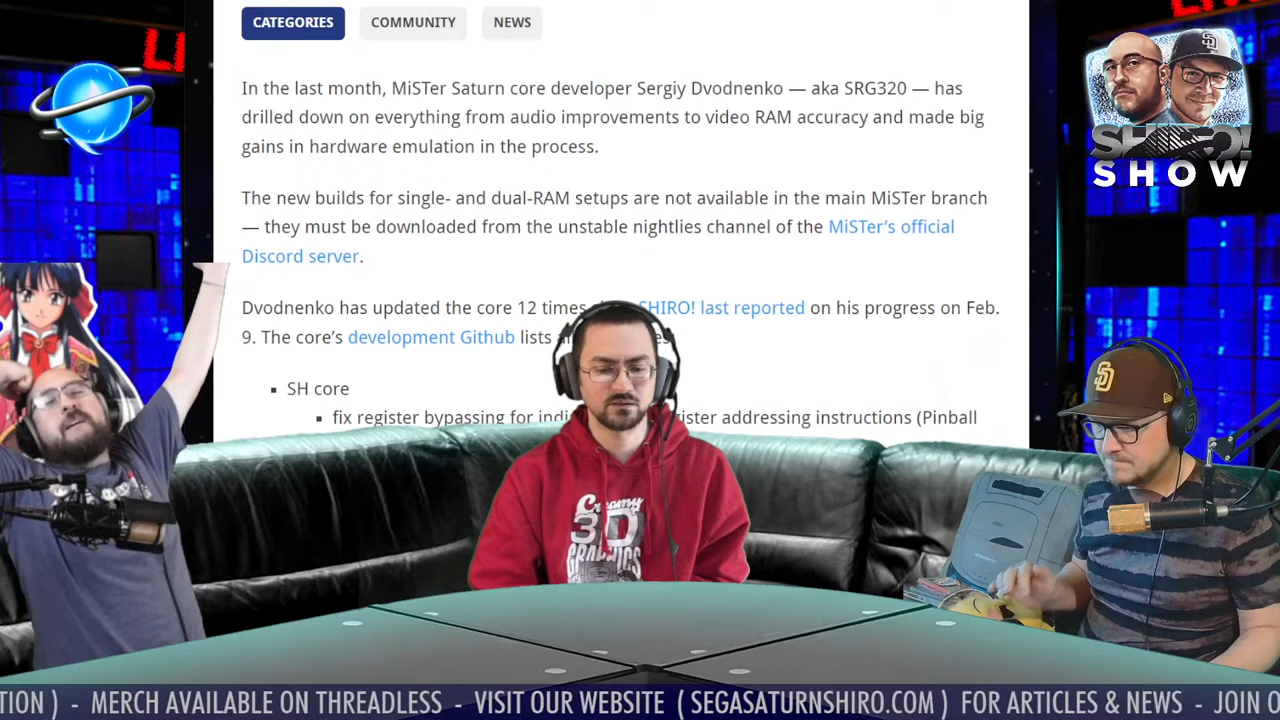 CATEGORIES COMMUNITY NEWS
In the last month, MiSTer Saturn core developer Sergiy Dvodnenko — aka SRG320 — has
drilled down on everything from audio improvements to video RAM accuracy and made big
gains in hardware emulation in the process.
The new builds for single- and dual-RAM setups are not available in the main MiSTer branch
— they must be downloaded from the unstable nightlies channel of the MiSTer's official
Discord server.
Dvodnenko has updated the core 12 times SHIRO! last reported on his progress on Feb.
9. The core's development Github lists
▪ SH core
▪ fix register bypassing for addressing instructions (Pinball
SHIRO!
SHOW
Creamy
3D
GRAPHICS
TION ) - MERCH AVAILABLE ON THREADLESS - VISIT OUR WEBSITE ( SEGASATURNSHIRO.COM ) FOR ARTICLES & NEWS - JOIN O